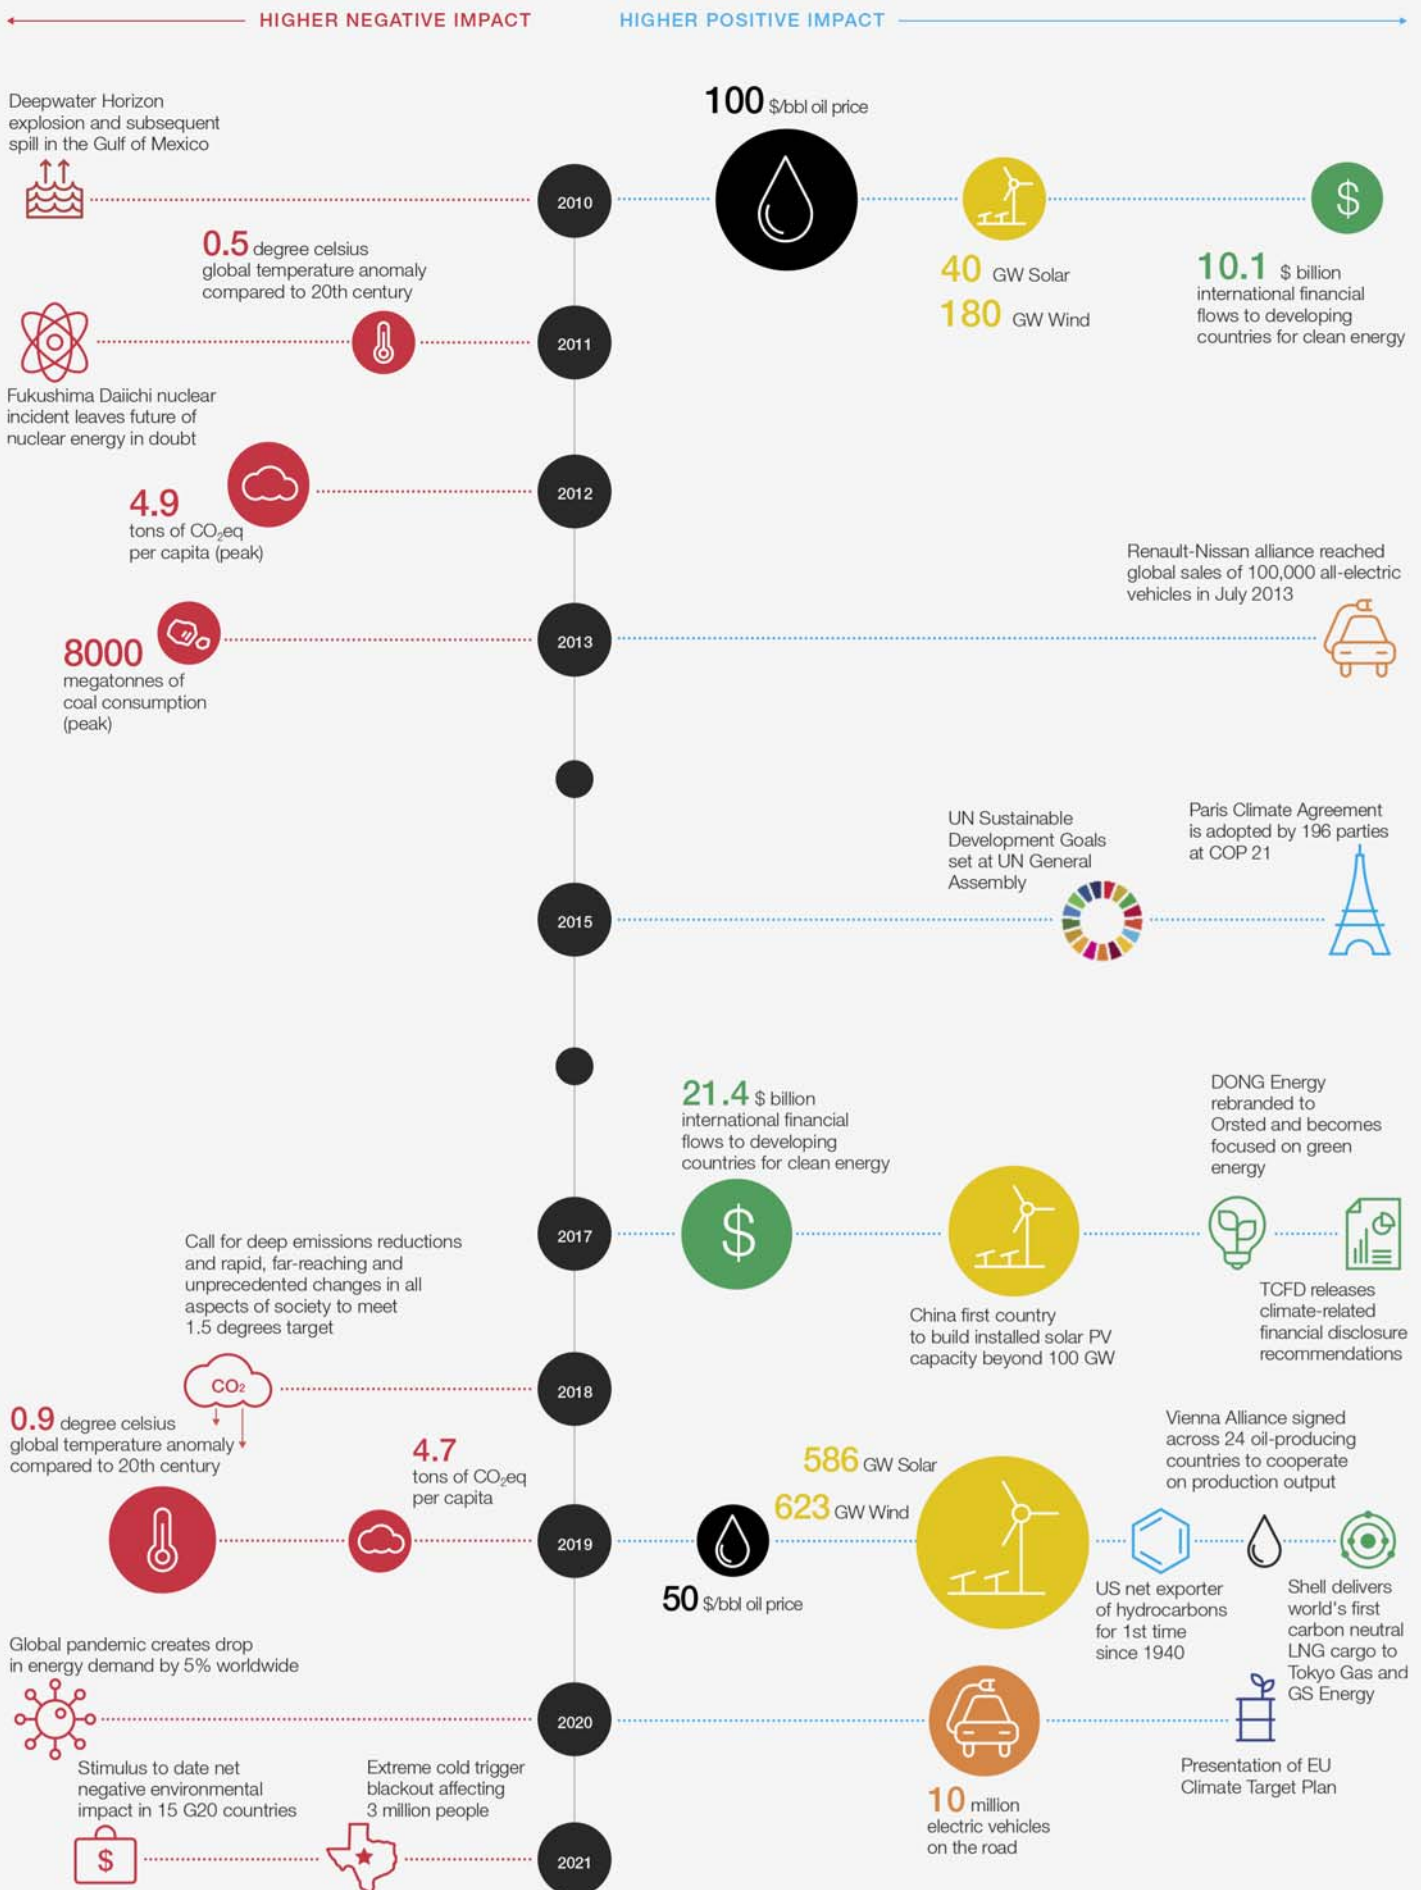 HIGHER NEGATIVE IMPACT
HIGHER POSITIVE IMPACT
Deepwater Horizon
explosion and subsequent
spill in the Gulf of Mexico
2010
100 $/bbl oil price
40 GW Solar
180 GW Wind
$
10.1 $ billion
international financial
flows to developing
countries for clean energy
0.5 degree celsius
global temperature anomaly
compared to 20th century
2011
Fukushima Daiichi nuclear
incident leaves future of
nuclear energy in doubt
4.9
tons of CO₂eq
per capita (peak)
2012
8000
megatonnes of
coal consumption
(peak)
2013
Renault-Nissan alliance reached
global sales of 100,000 all-electric
vehicles in July 2013
2015
UN Sustainable
Development Goals
set at UN General
Assembly
Paris Climate Agreement
is adopted by 196 parties
at COP 21
2017
21.4 $ billion
international financial
flows to developing
countries for clean energy
$
China first country
to build installed solar PV
capacity beyond 100 GW
DONG Energy
rebranded to
Orsted and becomes
focused on green
energy
TCFD releases
climate-related
financial disclosure
recommendations
Call for deep emissions reductions
and rapid, far-reaching and
unprecedented changes in all
aspects of society to meet
1.5 degrees target
CO₂
2018
0.9 degree celsius
global temperature anomaly
compared to 20th century
4.7
tons of CO₂eq
per capita
2019
50 $/bbl oil price
586 GW Solar
623 GW Wind
US net exporter
of hydrocarbons
for 1st time
since 1940
Vienna Alliance signed
across 24 oil-producing
countries to cooperate
on production output
Shell delivers
world's first
carbon neutral
LNG cargo to
Tokyo Gas and
GS Energy
Global pandemic creates drop
in energy demand by 5% worldwide
2020
10 million
electric vehicles
on the road
Presentation of EU
Climate Target Plan
Stimulus to date net
negative environmental
impact in 15 G20 countries
$
Extreme cold trigger
blackout affecting
3 million people
2021